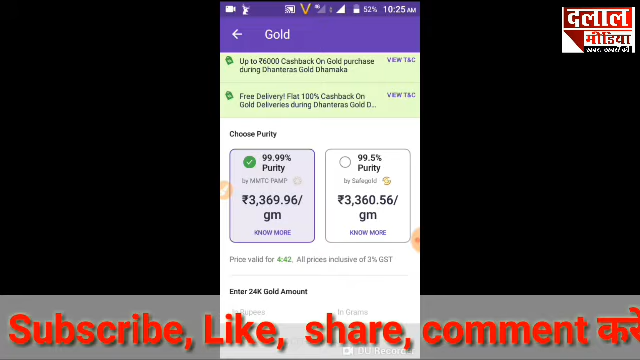 52% 10:25 AM
Gold
Up to ₹6000 Cashback On Gold purchase
during Dhanteras Gold Dhamaka
VIEW T&C
Free Delivery! Flat 100% Cashback On
Gold Deliveries during Dhanteras Gold D...
VIEW T&C
Choose Purity
99.99%
Purity
by MMTC PAMP
₹3,369.96/
gm
KNOW MORE
99.5%
Purity
by Safegold
₹3,360.56/
gm
KNOW MORE
Price valid for 4:42. All prices inclusive of 3% GST
Enter 24K Gold Amount
In Rupees
In Grams
Subscribe, Like, share, comment करे
DU Recorder
दलाल
मीडिया